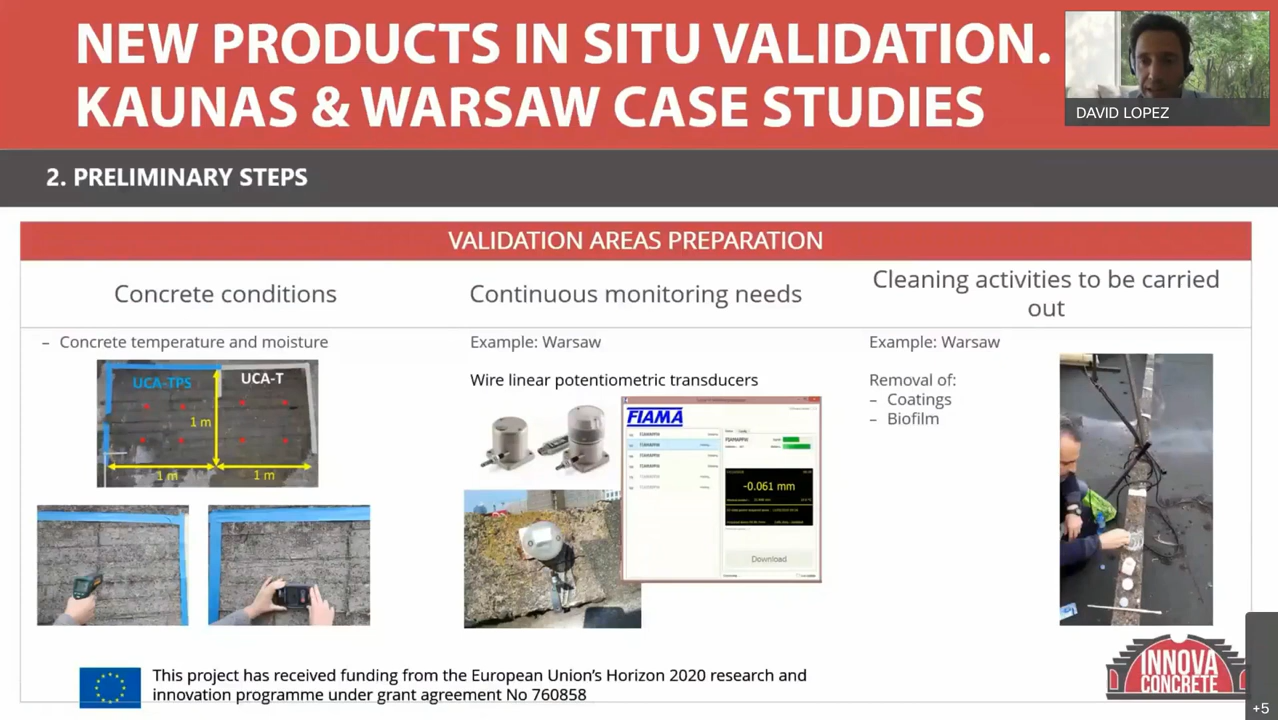 NEW PRODUCTS IN SITU VALIDATION.
KAUNAS & WARSAW CASE STUDIES
DAVID LOPEZ
2. PRELIMINARY STEPS
VALIDATION AREAS PREPARATION
Concrete conditions
Continuous monitoring needs
Cleaning activities to be carried
out
– Concrete temperature and moisture
UCA-TPS
UCA-T
1 m
1 m
1 m
Example: Warsaw
Wire linear potentiometric transducers
FIAMA
-0.061 mm
Download
Example: Warsaw
Removal of:
– Coatings
– Biofilm
This project has received funding from the European Union's Horizon 2020 research and
innovation programme under grant agreement No 760858
INNOVA
CONCRETE
+5